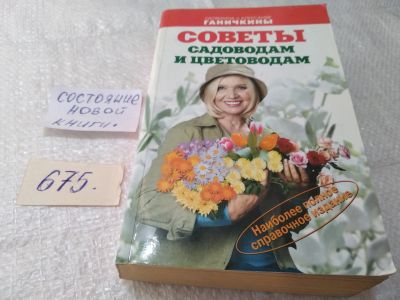 ГАНИЧКИНЫ
СОВЕТЫ
САДОВОДАМ
И ЦВЕТОВОДАМ
Наиболее полное
справочное издание
СОСТОЯНИЕ
НОВОЙ
КНИГИ.
675.